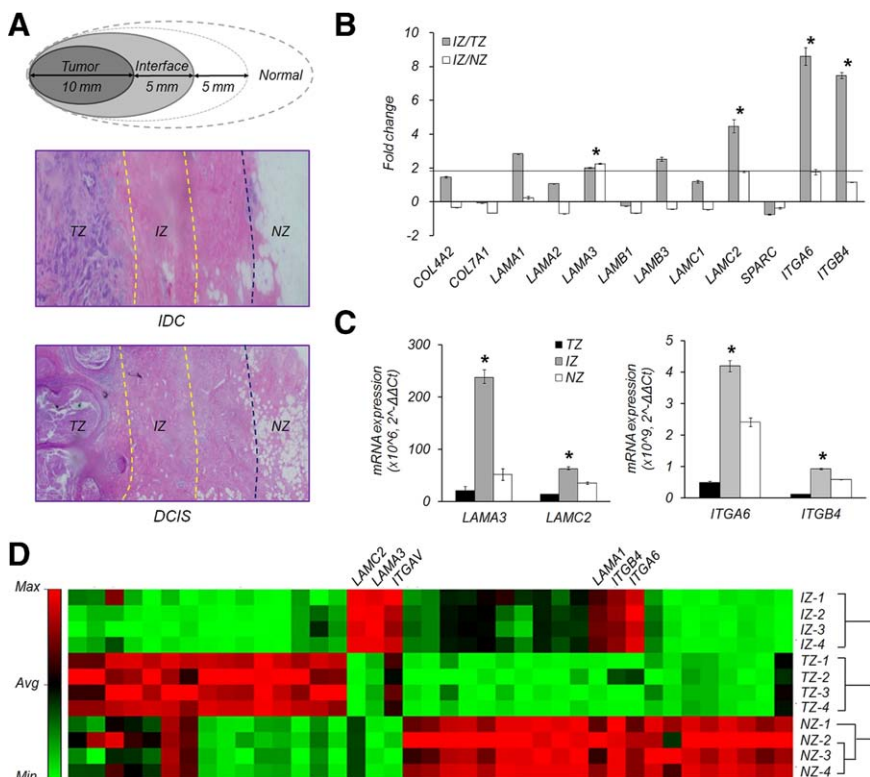 A
Tumor
Interface
Normal
10 mm
5 mm
5 mm
TZ
IZ
NZ
IDC
TZ
IZ
NZ
DCIS
B
IZ/TZ
IZ/NZ
Fold change
10
8
6
4
2
0
-2
*
*
*
*
COL4A2
COL7A1
LAMA1
LAMA2
LAMA3
LAMB1
LAMB3
LAMC1
LAMC2
SPARC
ITGA6
ITGB4
C
mRNA expression
(x10^6, 2^-ΔΔCt)
300
200
100
0
*
*
LAMA3
LAMC2
TZ
IZ
NZ
mRNA expression
(x10^9, 2^-ΔΔCt)
5
4
3
2
1
0
*
*
ITGA6
ITGB4
D
LAMC2
LAMA3
ITGAV
LAMA1
ITGB4
ITGA6
Max
Avg
Min
IZ-1
IZ-2
IZ-3
IZ-4
TZ-1
TZ-2
TZ-3
TZ-4
NZ-1
NZ-2
NZ-3
NZ-4